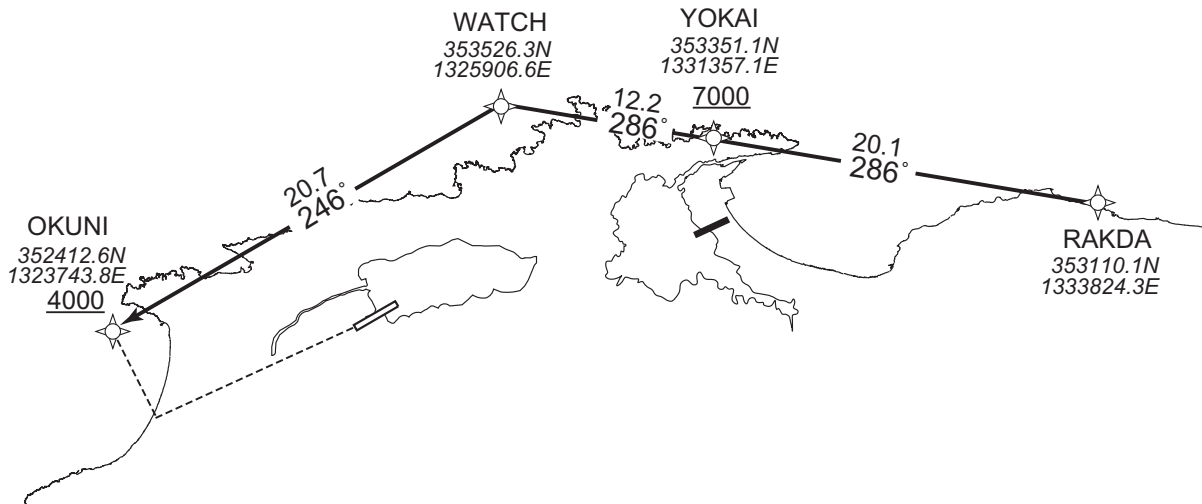 WATCH
353526.3N
1325906.6E
YOKAI
353351.1N
1331357.1E
7000
12.2
286°
20.1
286°
20.7
246°
OKUNI
352412.6N
1323743.8E
4000
RAKDA
353110.1N
1333824.3E